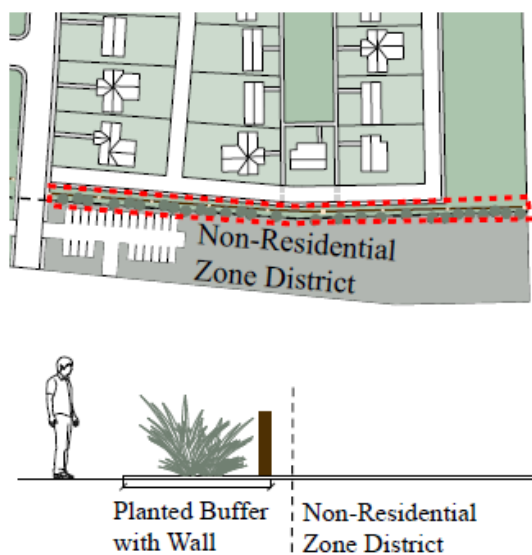 Non-Residential
Zone District
Planted Buffer
with Wall
Non-Residential
Zone District